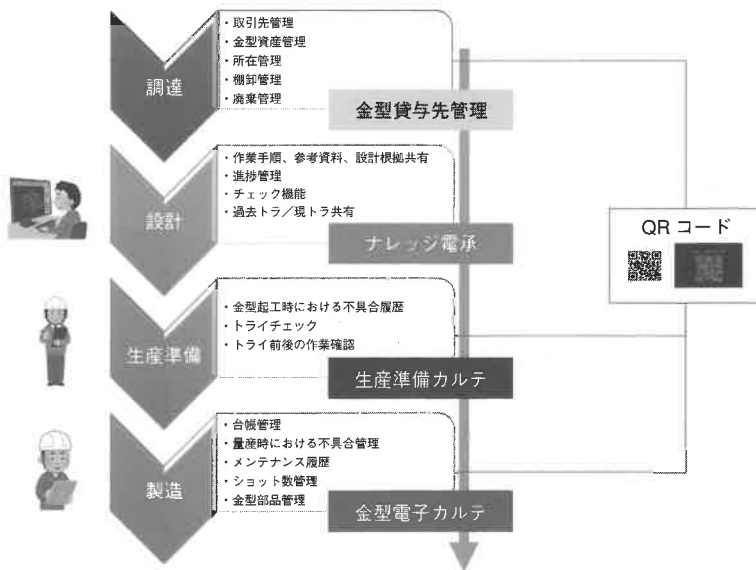 調達
・取引先管理
・金型資産管理
・所在管理
・棚卸管理
・廃棄管理
金型貸与先管理
設計
・作業手順、参考資料、設計根拠共有
・進捗管理
・チェック機能
・過去トラ／現トラ共有
ナレッジ電承
QRコード
生産準備
・金型起工時における不具合履歴
・トライチェック
・トライ前後の作業確認
生産準備カルテ
製造
・台帳管理
・量産時における不具合管理
・メンテナンス履歴
・ショット数管理
・金型部品管理
金型電子カルテ